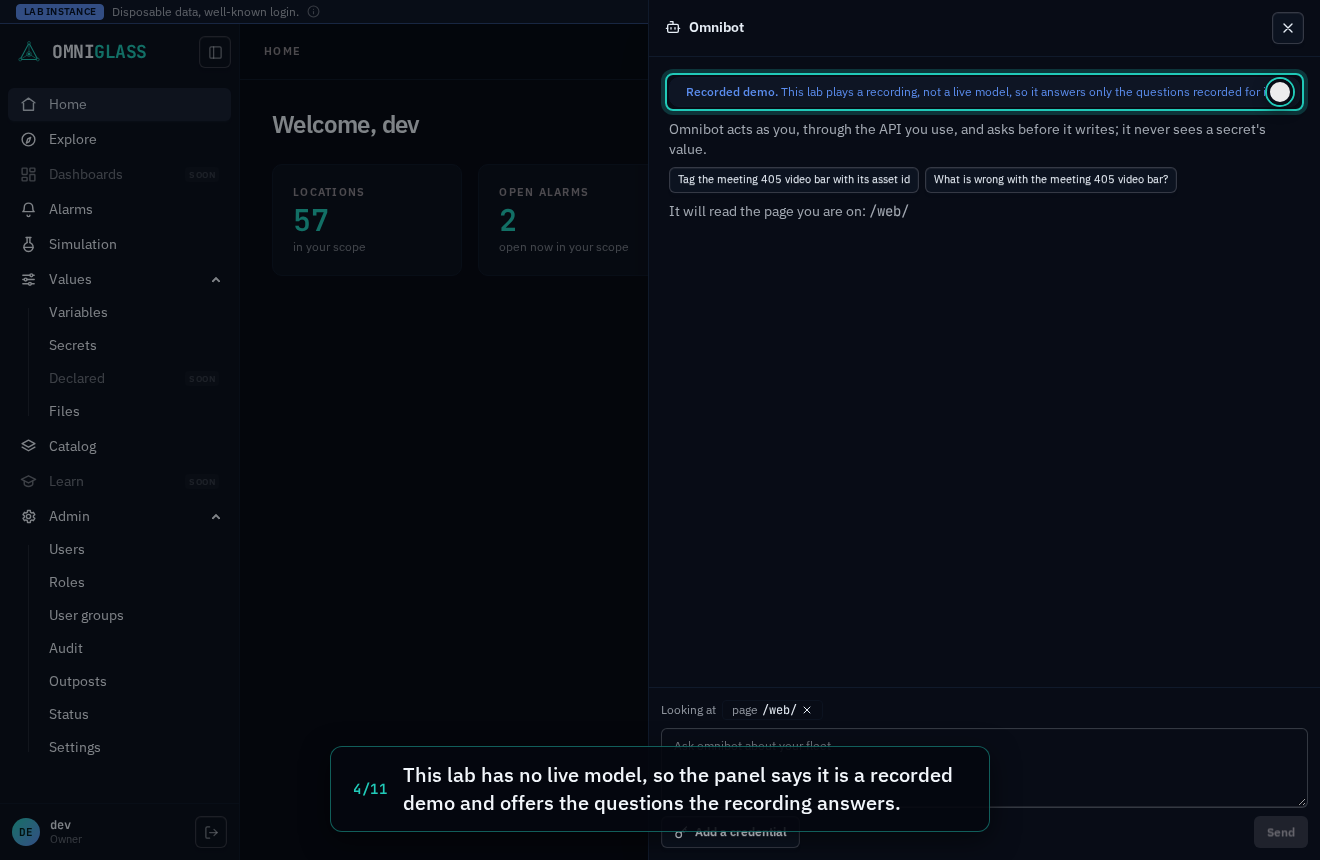 LAB INSTANCE Disposable data, well-known login.
OMNIGLASS
Home
Explore
Dashboards SOON
Alarms
Simulation
Values
Variables
Secrets
Declared SOON
Files
Catalog
Learn SOON
Admin
Users
Roles
User groups
Audit
Outposts
Status
Settings
DE dev
Owner
HOME
Welcome, dev
LOCATIONS
57
in your scope
OPEN ALARMS
2
open now in your scope
Omnibot
Recorded demo. This lab plays a recording, not a live model, so it answers only the questions recorded for
Omnibot acts as you, through the API you use, and asks before it writes; it never sees a secret's
value.
Tag the meeting 405 video bar with its asset id
What is wrong with the meeting 405 video bar?
It will read the page you are on: /web/
Looking at page /web/
Ask omnibot about your fleet
4/11
This lab has no live model, so the panel says it is a recorded
demo and offers the questions the recording answers.
Add a credential
Send